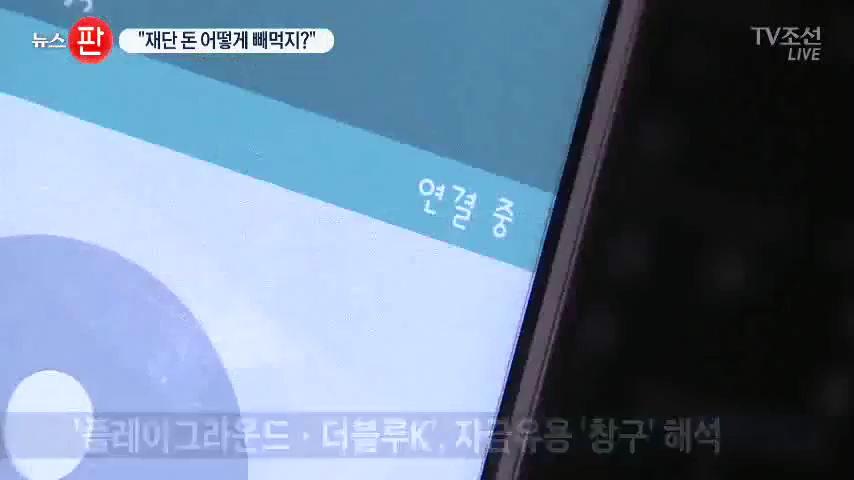 뉴스 판
"재단 돈 어떻게 빼먹지?"
TV조선
LIVE
연결 중
'플레이그라운드·더블루K', 자금유용 '창구' 해석